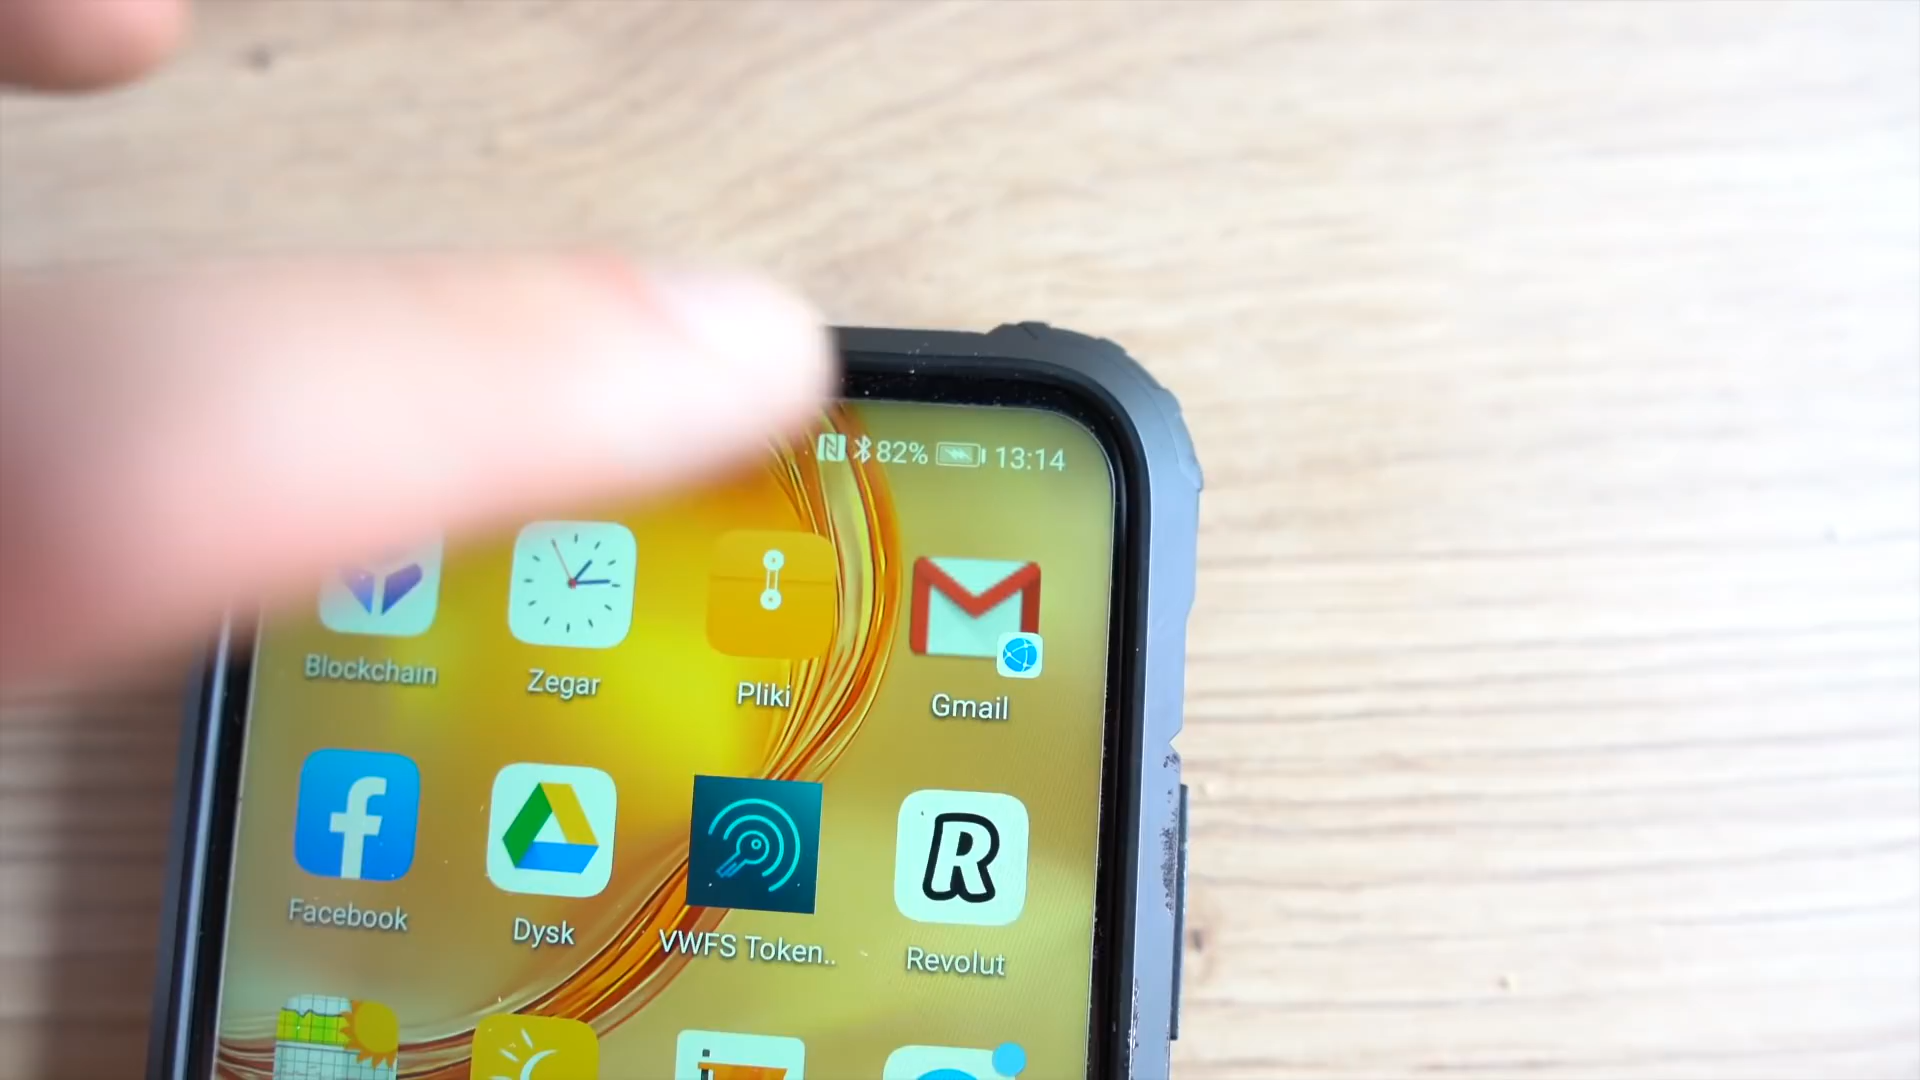 82% 13:14
Blockchain Zegar Pliki Gmail
Facebook Dysk VWFS Token.. Revolut